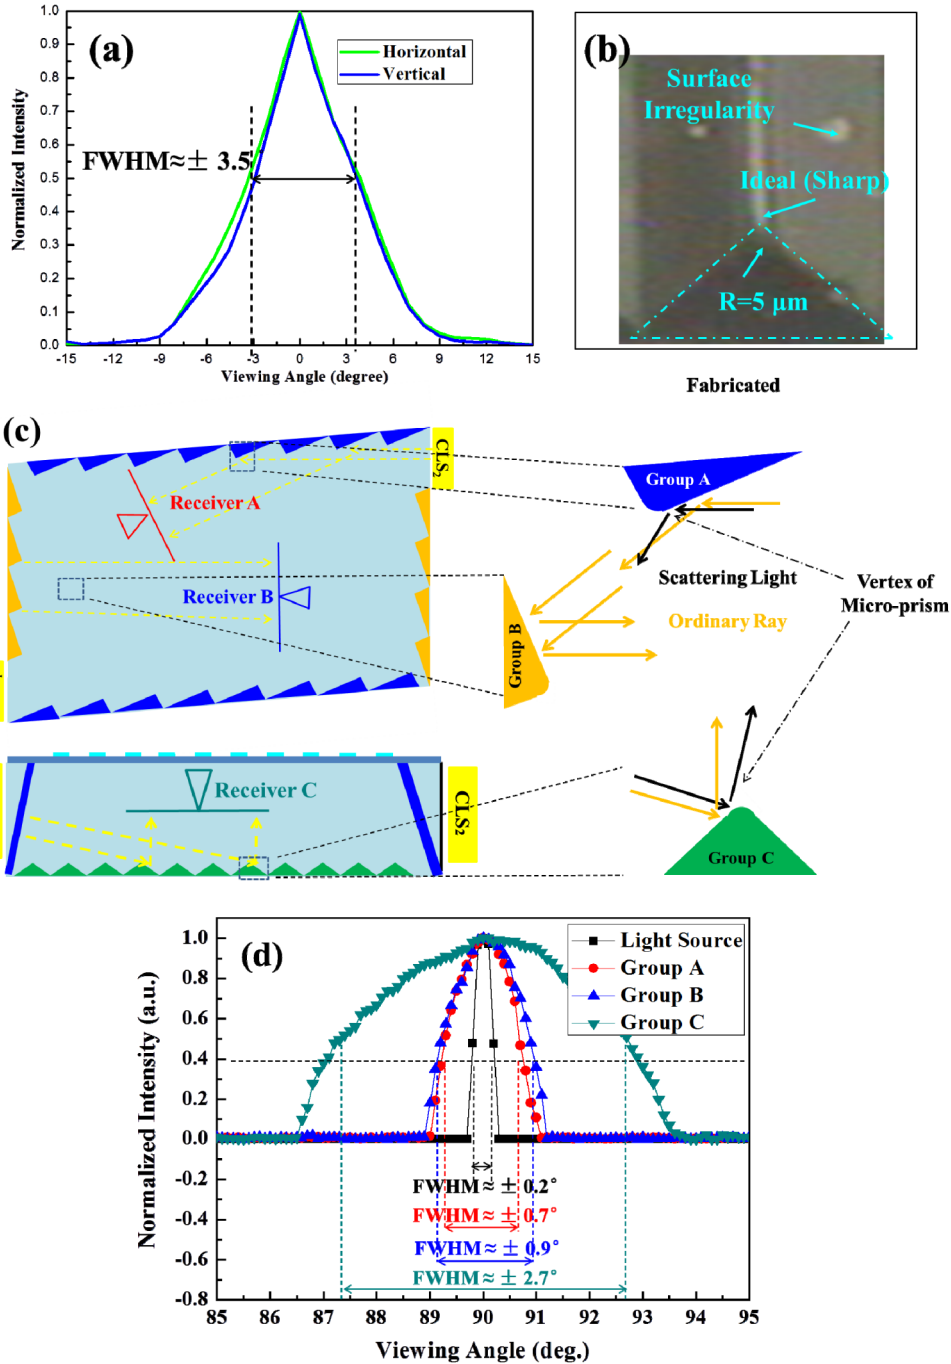 (a)
Horizontal
Vertical
FWHM≈± 3.5
Normalized Intensity
1.0
0.9
0.8
0.7
0.6
0.5
0.4
0.3
0.2
0.1
0.0
-15 -12 -9 -6 -3 0 3 6 9 12 15
Viewing Angle (degree)
(b)
Surface
Irregularity
Ideal (Sharp)
R=5 μm
Fabricated
(c)
CLS2
Receiver A
Receiver B
Group A
Scattering Light
Ordinary Ray
Group B
Vertex of
Micro-prism
Receiver C
CLS2
Group C
(d)
Light Source
Group A
Group B
Group C
Normalized Intensity (a.u.)
1.0
0.8
0.6
0.4
0.2
0.0
-0.2
-0.4
-0.6
-0.8
FWHM≈ ± 0.2°
FWHM≈ ± 0.7°
FWHM≈ ± 0.9°
FWHM≈ ± 2.7°
85 86 87 88 89 90 91 92 93 94 95
Viewing Angle (deg.)